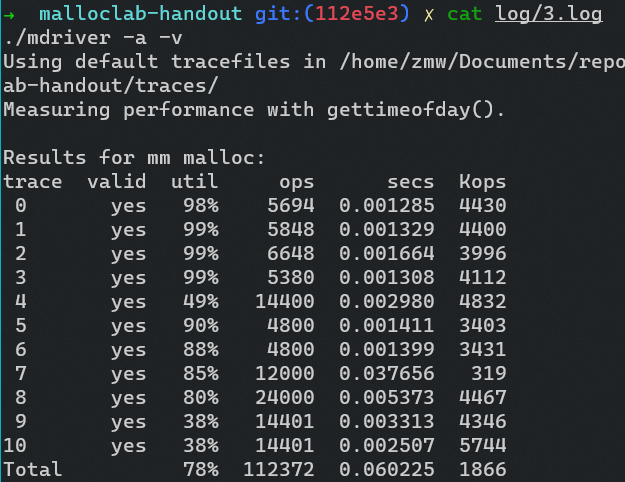 → malloclab-handout git:(112e5e3) ✗ cat log/3.log
./mdriver -a -v
Using default tracefiles in /home/zmw/Documents/repo
ab-handout/traces/
Measuring performance with gettimeofday().

Results for mm malloc:
trace  valid  util     ops      secs  Kops
 0       yes   98%    5694  0.001285  4430
 1       yes   99%    5848  0.001329  4400
 2       yes   99%    6648  0.001664  3996
 3       yes   99%    5380  0.001308  4112
 4       yes   49%   14400  0.002980  4832
 5       yes   90%    4800  0.001411  3403
 6       yes   88%    4800  0.001399  3431
 7       yes   85%   12000  0.037656   319
 8       yes   80%   24000  0.005373  4467
 9       yes   38%   14401  0.003313  4346
10       yes   38%   14401  0.002507  5744
Total          78%  112372  0.060225  1866